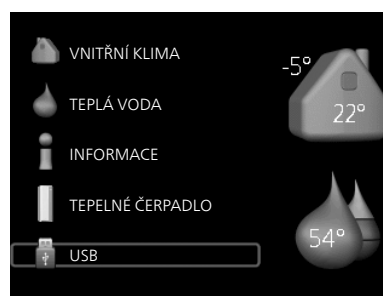 VNITŘNÍ KLIMA
-5°
TEPLÁ VODA
22°
INFORMACE
TEPELNÉ ČERPADLO
54°
USB